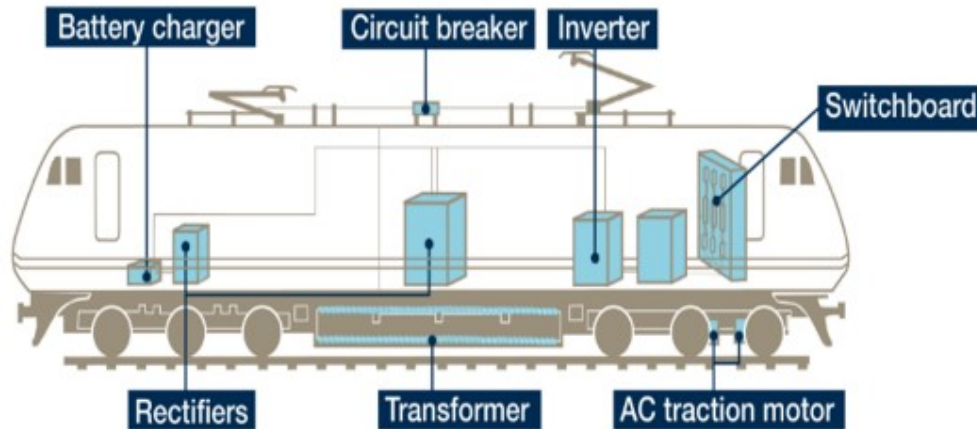 Battery charger
Circuit breaker
Inverter
Switchboard
Rectifiers
Transformer
AC traction motor